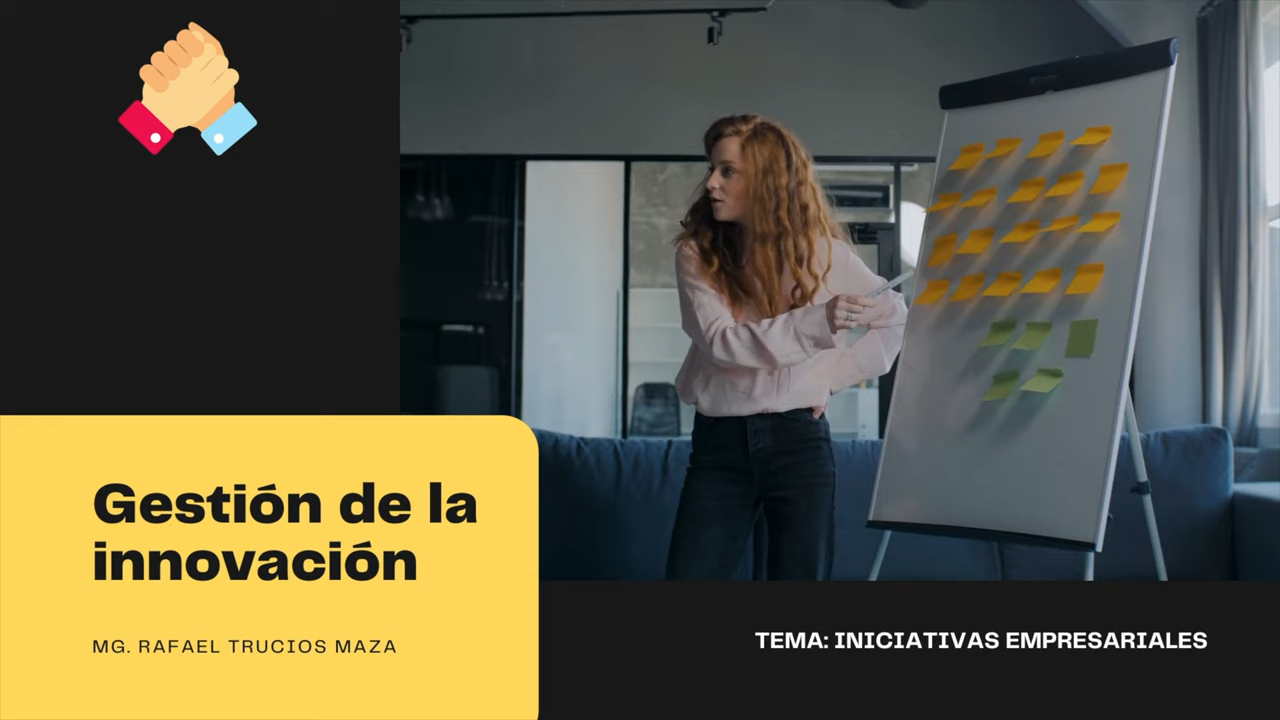 Gestión de la
innovación
MG. RAFAEL TRUCIOS MAZA
TEMA: INICIATIVAS EMPRESARIALES